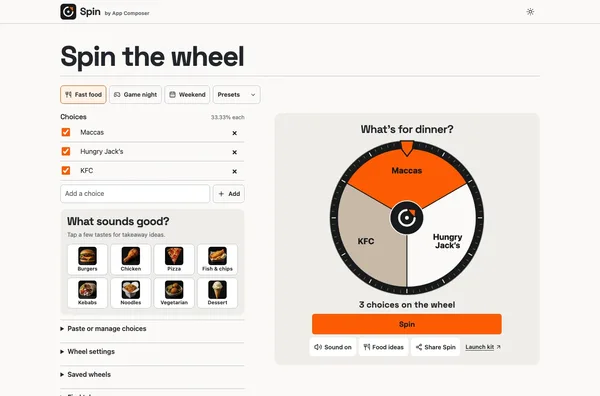 Spin by App Composer
Spin the wheel
Fast food
Game night
Weekend
Presets
Choices
33.33% each
Maccas
Hungry Jack's
KFC
Add a choice
+ Add
What sounds good?
Tap a few tastes for takeaway ideas.
Burgers
Chicken
Pizza
Fish & chips
Kebabs
Noodles
Vegetarian
Dessert
Paste or manage choices
Wheel settings
Saved wheels
What's for dinner?
Maccas
KFC
Hungry
Jack's
3 choices on the wheel
Spin
Sound on
Food ideas
Share Spin
Launch kit